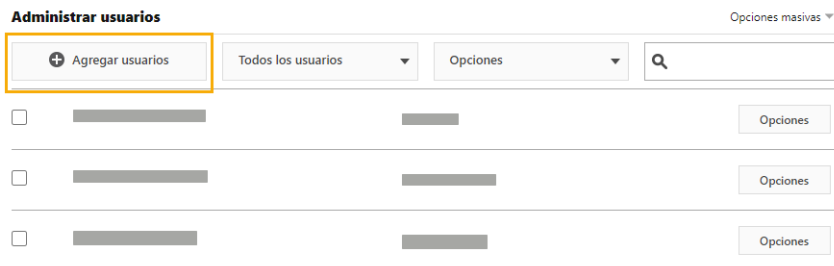 Administrar usuarios
Opciones masivas
Agregar usuarios
Todos los usuarios
Opciones
Opciones
Opciones
Opciones